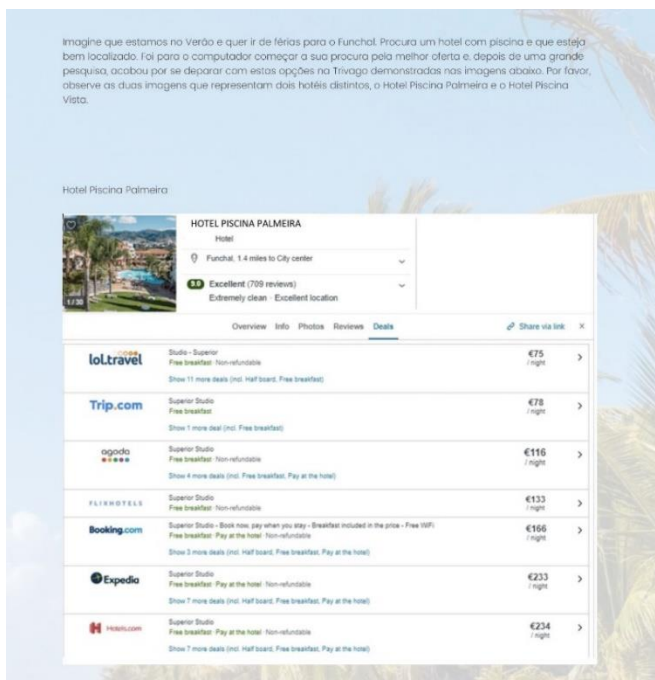 Imagine que estamos no Verão e quer ir de férias para o Funchal. Procura um hotel com piscina e que esteja
bem localizado. Foi para o computador começar a sua procura pela melhor oferta e, depois de uma grande
pesquisa, acabou por se deparar com estas opções na Trivago demonstradas nas imagens abaixo. Por favor,
observe as duas imagens que representam dois hotéis distintos, o Hotel Piscina Palmeira e o Hotel Piscina
Vista.
Hotel Piscina Palmeira
HOTEL PISCINA PALMEIRA
Hotel
Funchal, 1.4 miles to City center
9.0 Excellent (709 reviews)
Extremely clean · Excellent location
1 / 30
Overview Info Photos Reviews Deals Share via link
lol.travel
Studio - Superior
Free breakfast · Non-refundable
Show 11 more deals (incl. Half board, Free breakfast)
€75
/ night
Trip.com
Superior Studio
Free breakfast
Show 1 more deal (incl. Free breakfast)
€78
/ night
agoda
Superior Studio
Free breakfast · Non-refundable
Show 4 more deals (incl. Free breakfast, Pay at the hotel)
€116
/ night
FLIXHOTELS
Superior Studio
Free breakfast · Non-refundable
€133
/ night
Booking.com
Superior Studio - Book now, pay when you stay - Breakfast included in the price - Free WiFi
Free breakfast · Pay at the hotel · Non-refundable
Show 3 more deals (incl. Half board, Free breakfast, Pay at the hotel)
€166
/ night
Expedia
Superior Studio
Free breakfast · Pay at the hotel · Non-refundable
Show 7 more deals (incl. Half board, Free breakfast, Pay at the hotel)
€233
/ night
Hotels.com
Superior Studio
Free breakfast · Pay at the hotel · Non-refundable
Show 7 more deals (incl. Half board, Free breakfast, Pay at the hotel)
€234
/ night